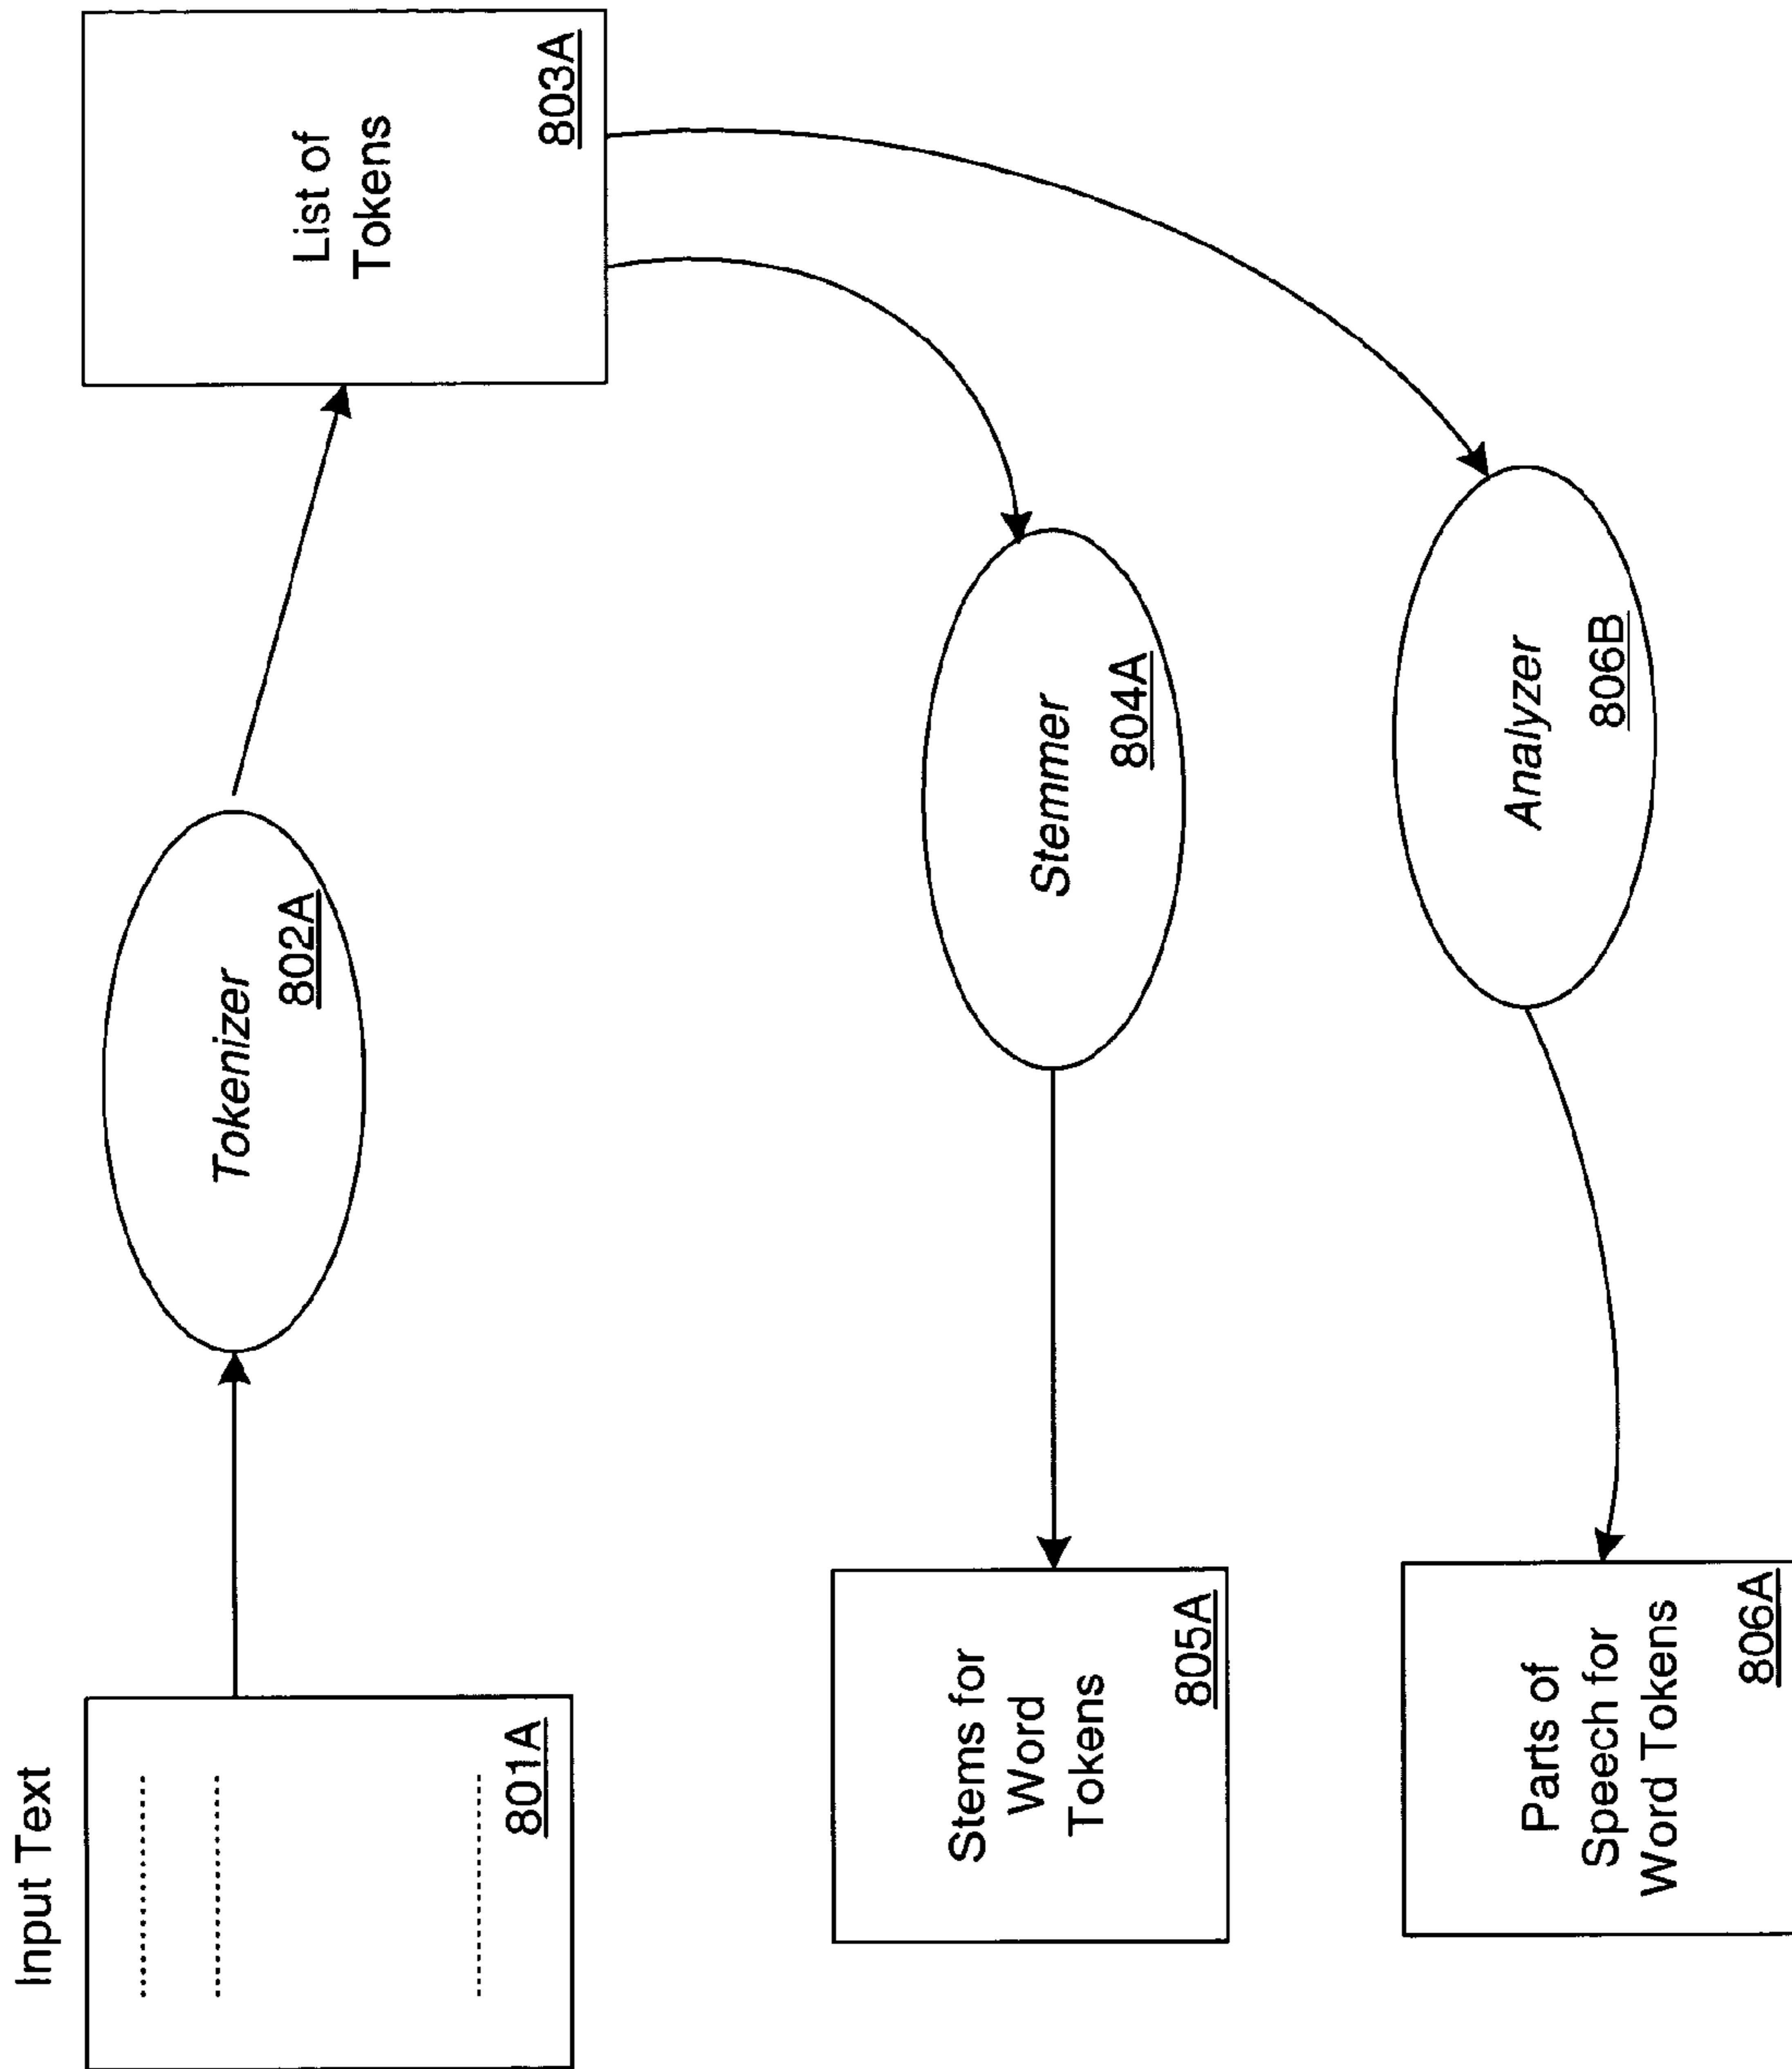 Input Text
801A
Tokenizer
802A
List of
Tokens
803A
Stemmer
804A
Stems for
Word
Tokens
805A
Analyzer
806B
Parts of
Speech for
Word Tokens
806A